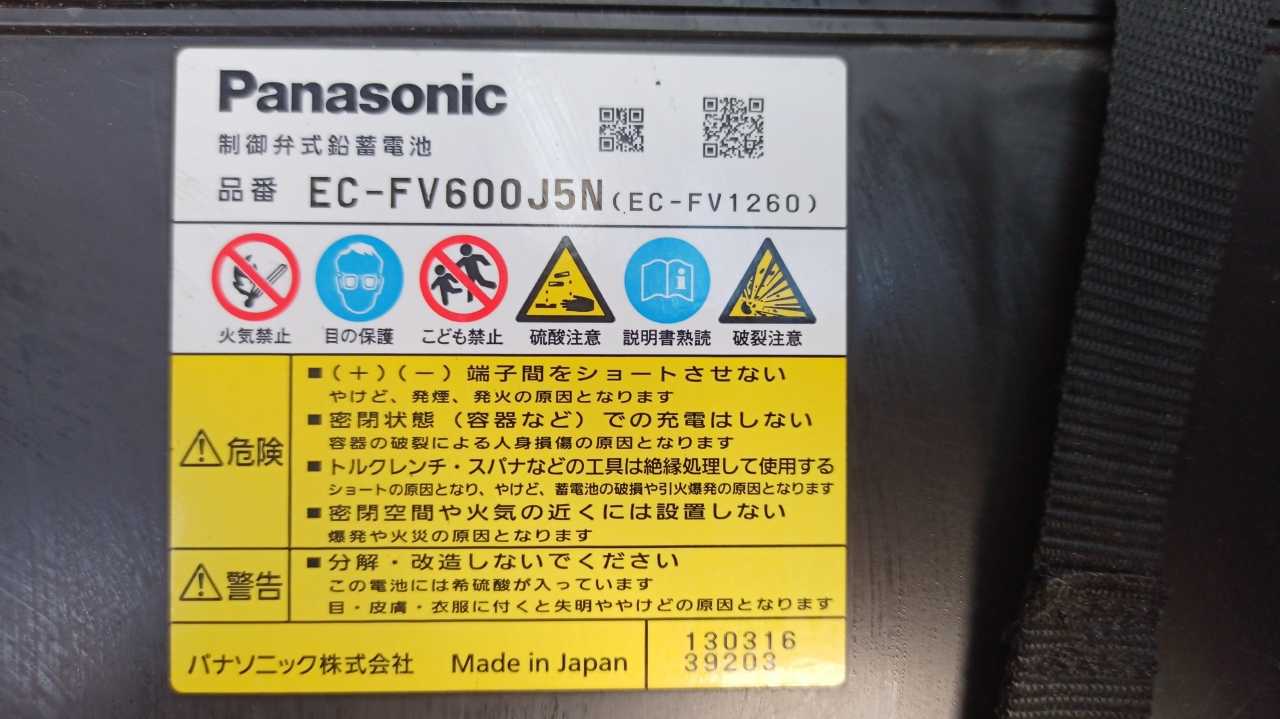 Panasonic
制御弁式鉛蓄電池
品番 EC-FV600J5N(EC-FV1260)
火気禁止 目の保護 こども禁止 硫酸注意 説明書熟読 破裂注意
⚠危険
■(+)(-)端子間をショートさせない
やけど、発煙、発火の原因となります
■密閉状態(容器など)での充電はしない
容器の破裂による人身損傷の原因となります
■トルクレンチ・スパナなどの工具は絶縁処理して使用する
ショートの原因となり、やけど、蓄電池の破損や引火爆発の原因となります
■密閉空間や火気の近くには設置しない
爆発や火災の原因となります
⚠警告
■分解・改造しないでください
この電池には希硫酸が入っています
目・皮膚・衣服に付くと失明ややけどの原因となります
パナソニック株式会社 Made in Japan
130316
39203